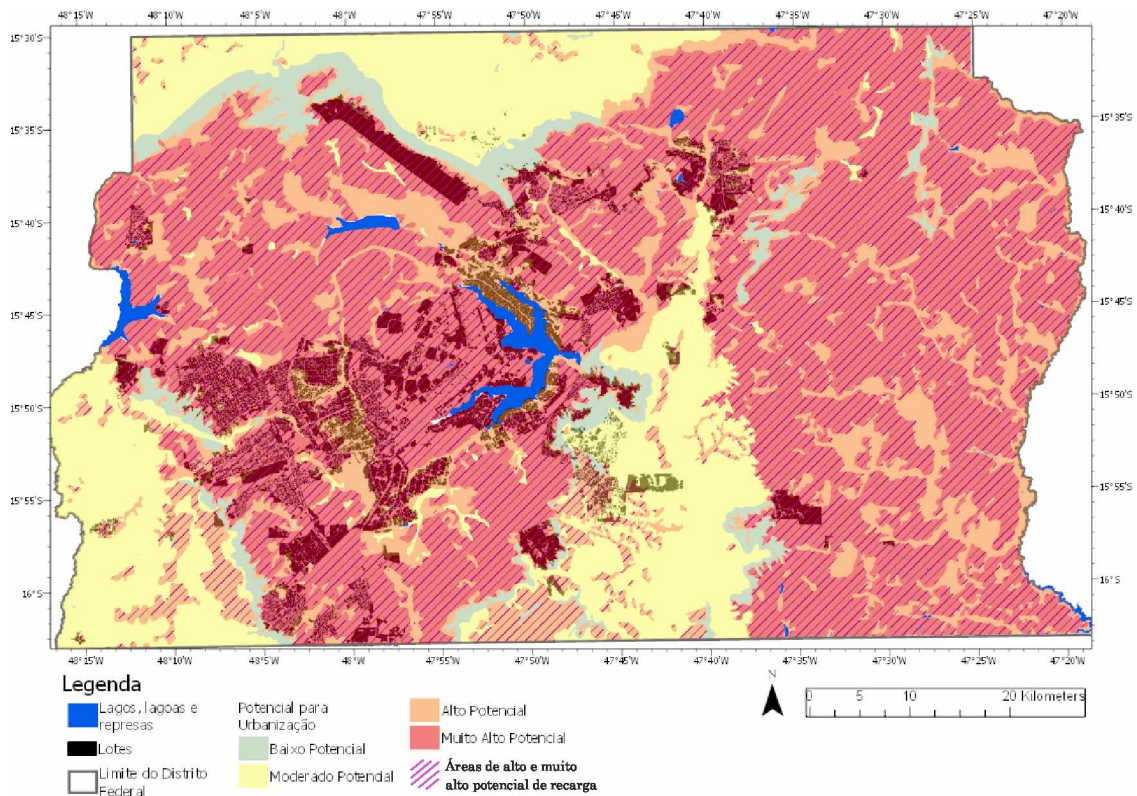 48°15'W 48°10'W 48°5'W 48°W 47°55'W 47°50'W 47°45'W 47°40'W 47°35'W 47°30'W 47°25'W 47°20'W
15°30'S 15°30'S
15°35'S 15°35'S
15°40'S 15°40'S
15°45'S 15°45'S
15°50'S 15°50'S
15°55'S 15°55'S
16°S 16°S
48°15'W 48°10'W 48°5'W 48°W 47°55'W 47°50'W 47°45'W 47°40'W 47°35'W 47°30'W 47°25'W 47°20'W
Legenda
Lagos, lagoas e
represas
Lotes
Limite do Distrito
Federal
Potencial para
Urbanização
Baixo Potencial
Moderado Potencial
Alto Potencial
Muito Alto Potencial
Áreas de alto e muito
alto potencial de recarga
N
0 5 10 20 Kilometers